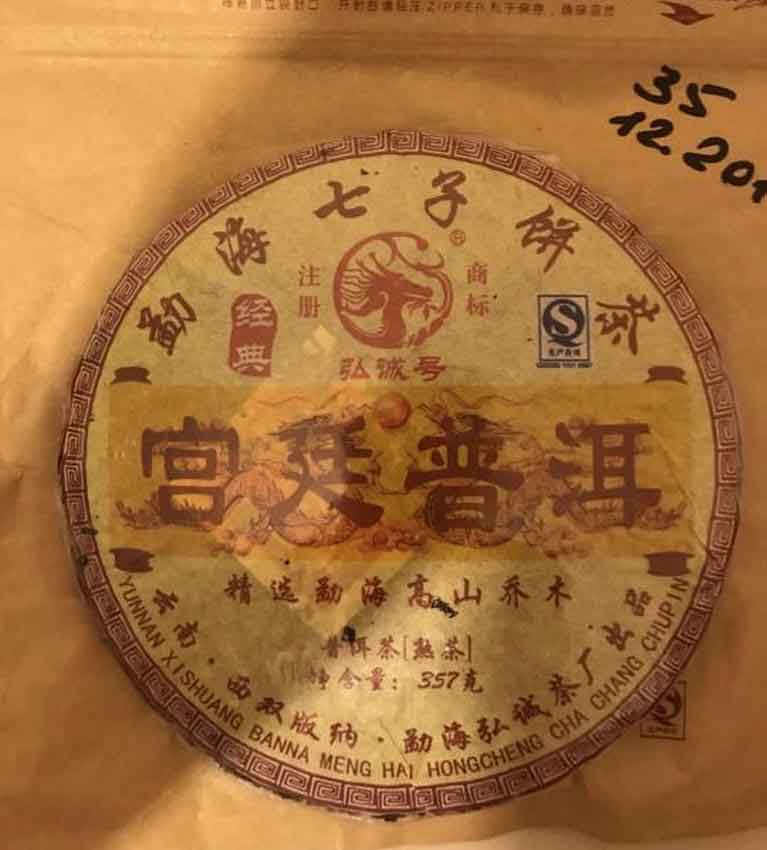 ZIPPER
35
12.201
勐海七子饼茶
注册
商标
®
经典
弘诚号
宫廷普洱
精选勐海高山乔木
普洱茶[熟茶]
净含量：357克
云南·西双版纳·勐海弘诚茶厂出品
YUNNAN XISHUANG BANNA MENG HAI HONGCHENG CHA CHANG CHUPIN